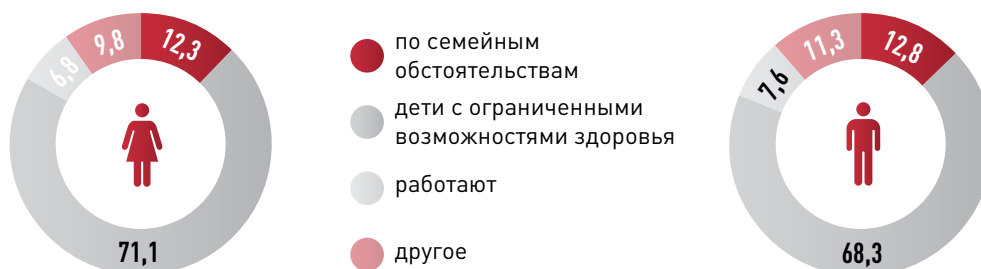 9,8
12,3
6,8
71,1
по семейным
обстоятельствам
дети с ограниченными
возможностями здоровья
работают
другое
11,3
12,8
7,6
68,3